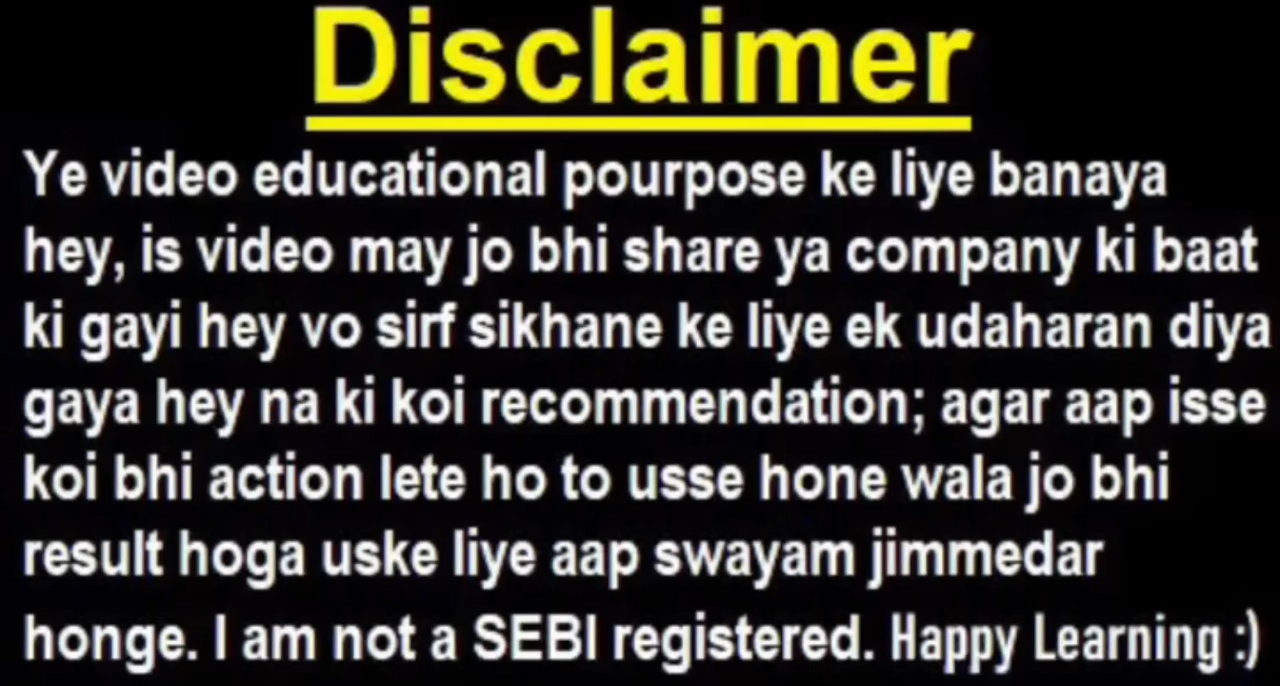 Disclaimer
Ye video educational pourpose ke liye banaya
hey, is video may jo bhi share ya company ki baat
ki gayi hey vo sirf sikhane ke liye ek udaharan diya
gaya hey na ki koi recommendation; agar aap isse
koi bhi action lete ho to usse hone wala jo bhi
result hoga uske liye aap swayam jimmedar
honge. I am not a SEBI registered. Happy Learning :)